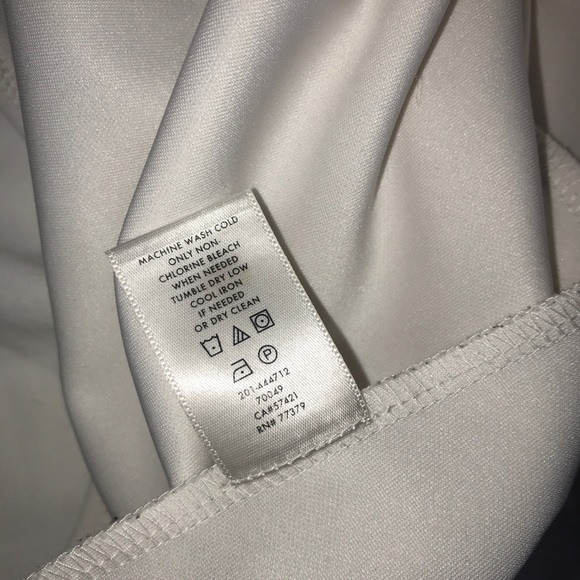 MACHINE WASH COLD
ONLY NON-
CHLORINE BLEACH
WHEN NEEDED
TUMBLE DRY LOW
COOL IRON
IF NEEDED
OR DRY CLEAN
P
201-444712
70049
CA#57421
RN# 77379